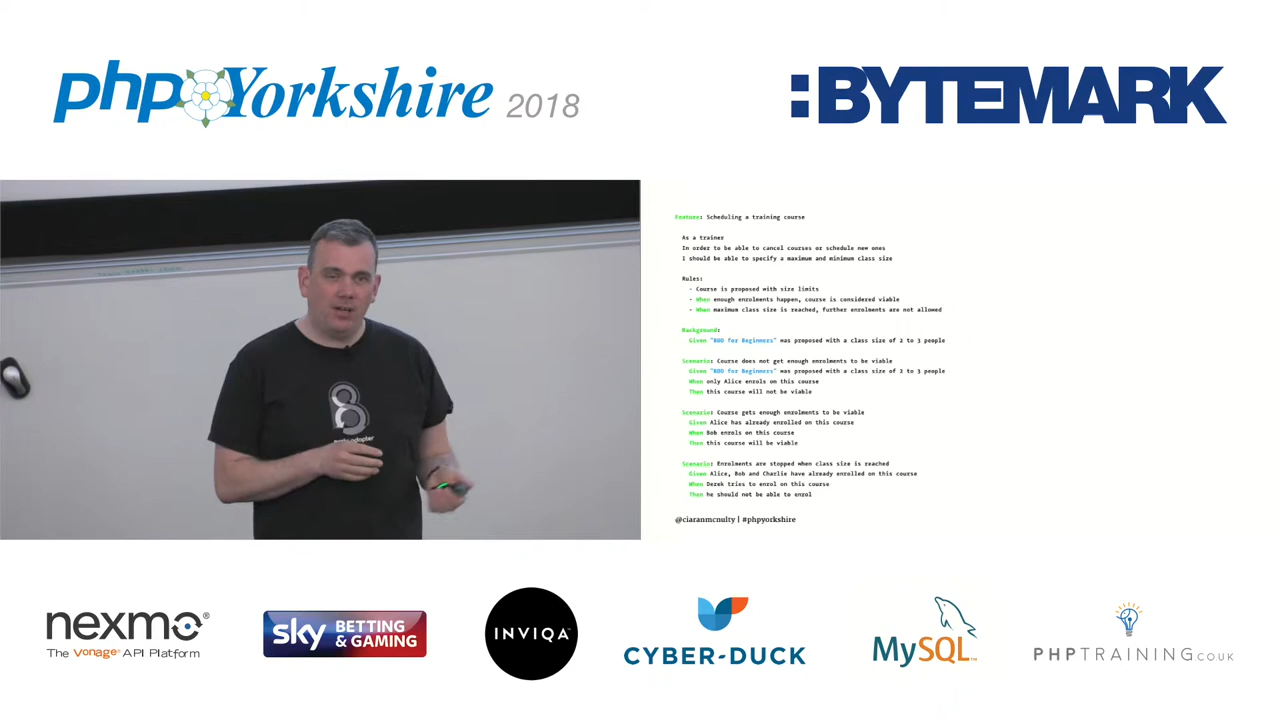 php Yorkshire 2018
:BYTEMARK
Feature: Scheduling a training course
As a trainer
In order to be able to cancel courses or schedule new ones
I should be able to specify a maximum and minimum class size
Rules:
- Course is proposed with size limits
- When enough enrolments happen, course is considered viable
- When maximum class size is reached, further enrolments are not allowed
Background:
Given "BDD for Beginners" was proposed with a class size of 2 to 3 people
Scenario: Course does not get enough enrolments to be viable
Given "BDD for Beginners" was proposed with a class size of 2 to 3 people
When only Alice enrols on this course
Then this course will not be viable
Scenario: Course gets enough enrolments to be viable
Given Alice has already enrolled on this course
When Bob enrols on this course
Then this course will be viable
Scenario: Enrolments are stopped when class size is reached
Given Alice, Bob and Charlie have already enrolled on this course
When Derek tries to enrol on this course
Then he should not be able to enrol
@ciaranmcnulty | #phpyorkshire
nexmo®
The Vonage® API Platform
sky BETTING & GAMING
INVIQA™
CYBER-DUCK
MySQL™
PHPTRAINING.CO.UK